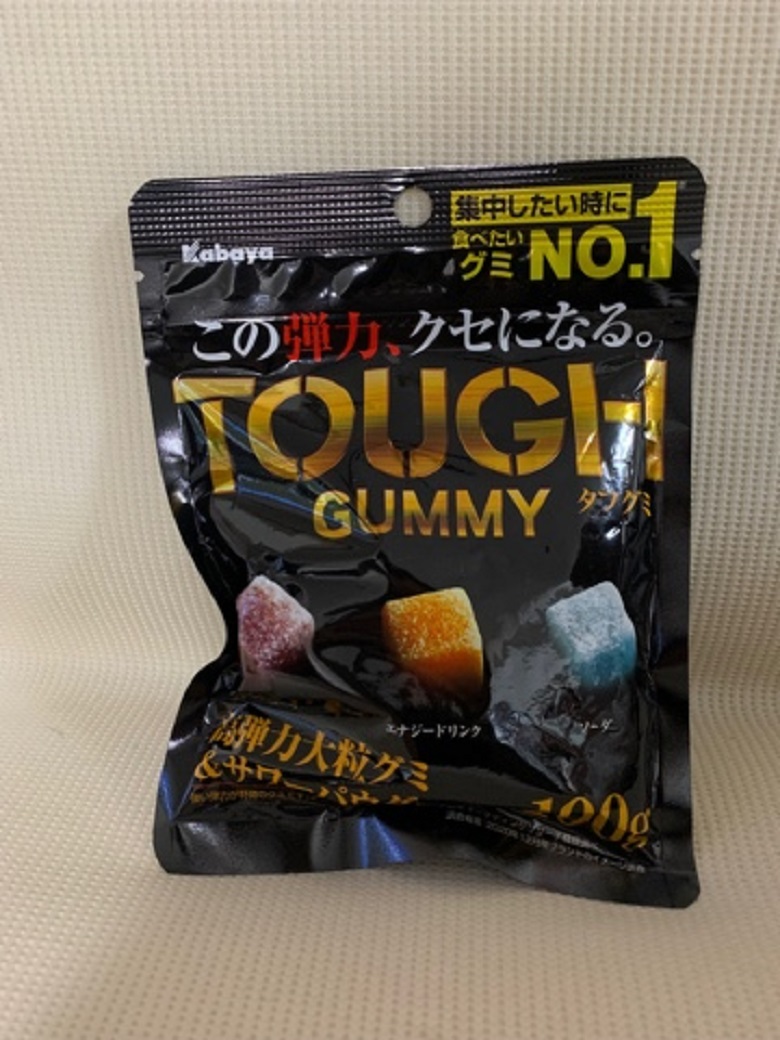 Kabaya
集中したい時に
食べたい
グミ NO.1
この弾力、クセになる。
TOUGH
GUMMY
タフグミ
エナジードリンク
ソーダ
高弾力大粒グミ
&サワーパウダー
100g